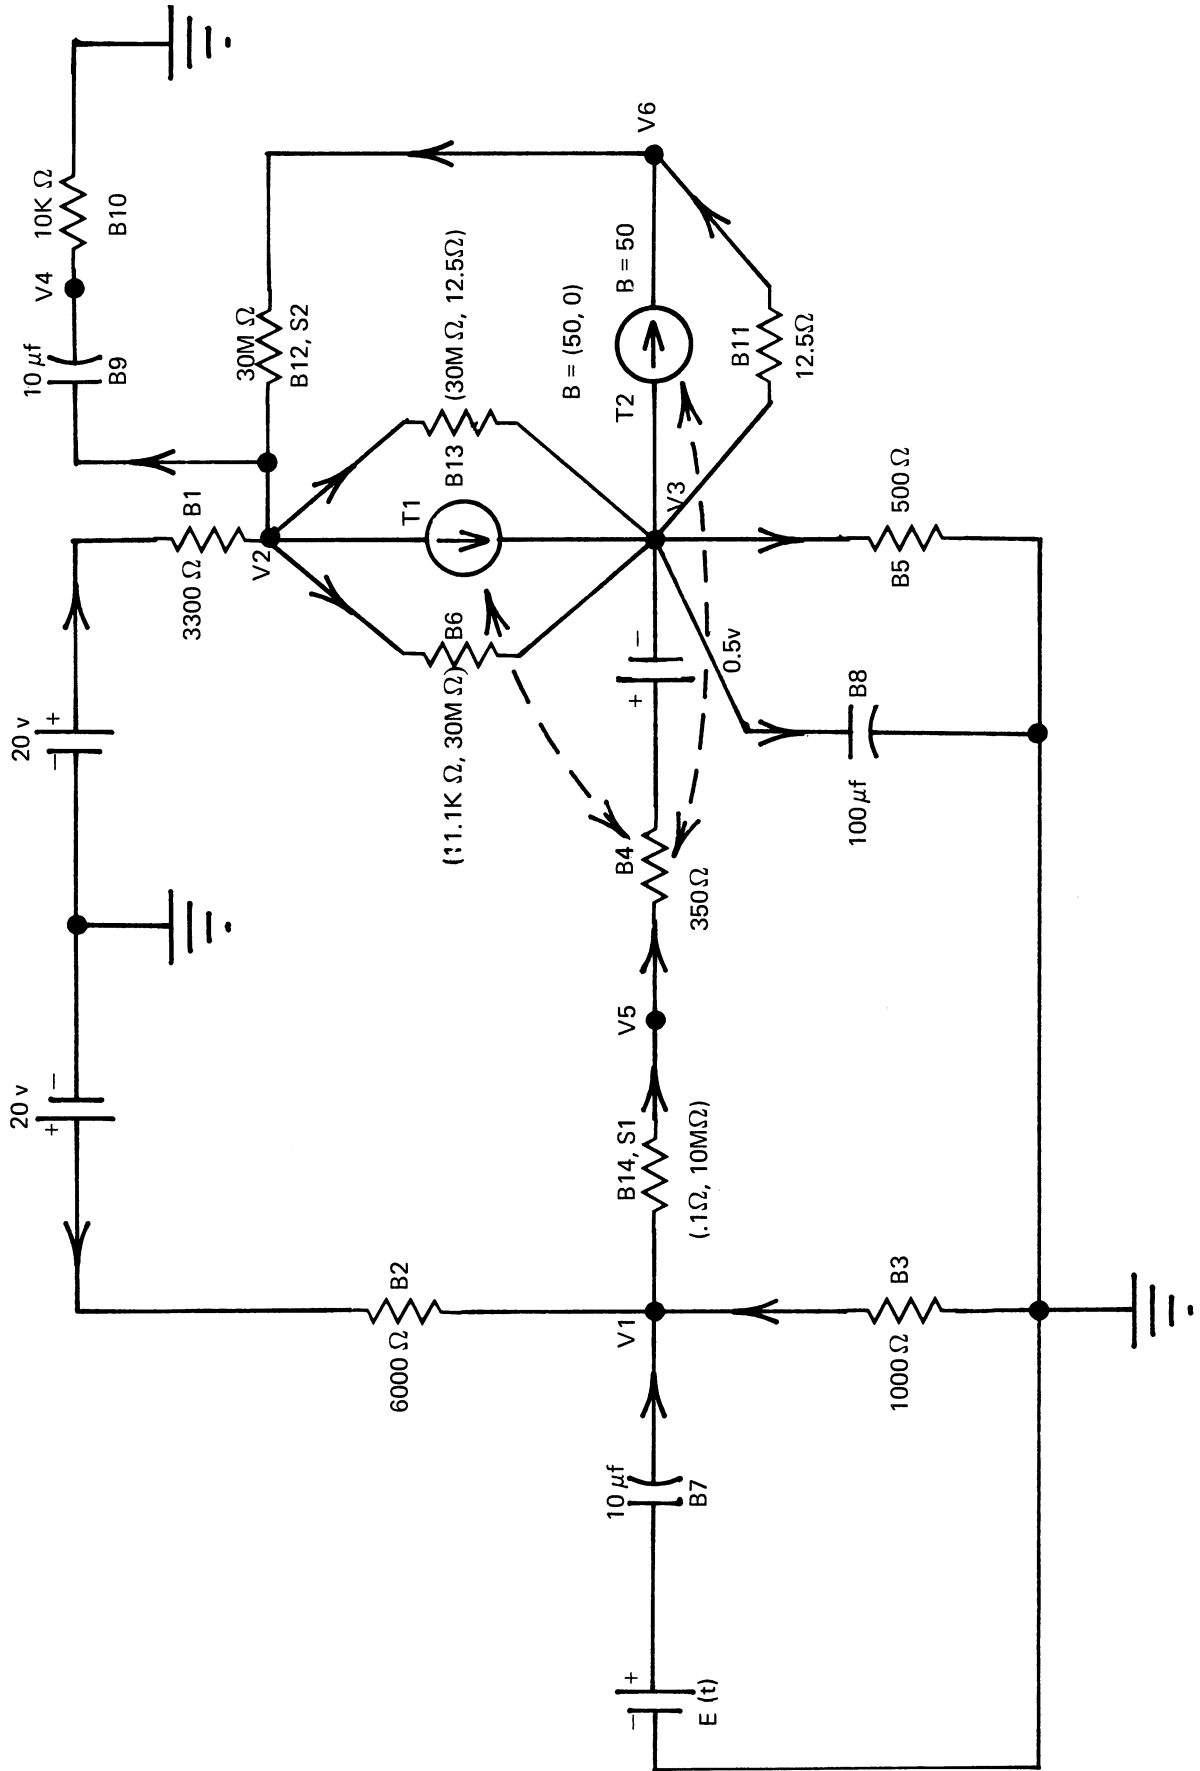 20 v
20 v
10 µf
10K Ω
+ −
− +
V4
B9
B10
3300 Ω
B1
30M Ω
V2
B12, S2
6000 Ω
B2
T1
(11.1K Ω, 30M Ω)
B6
B13
(30M Ω, 12.5Ω)
B = (50, 0)
10 µf
V1
B14, S1
V5
B4
T2
B = 50
− +
+ −
V6
V3
B7
(.1Ω, 10MΩ)
350Ω
E (t)
0.5v
B11
12.5Ω
100 µf
B8
1000 Ω
B3
B5
500 Ω